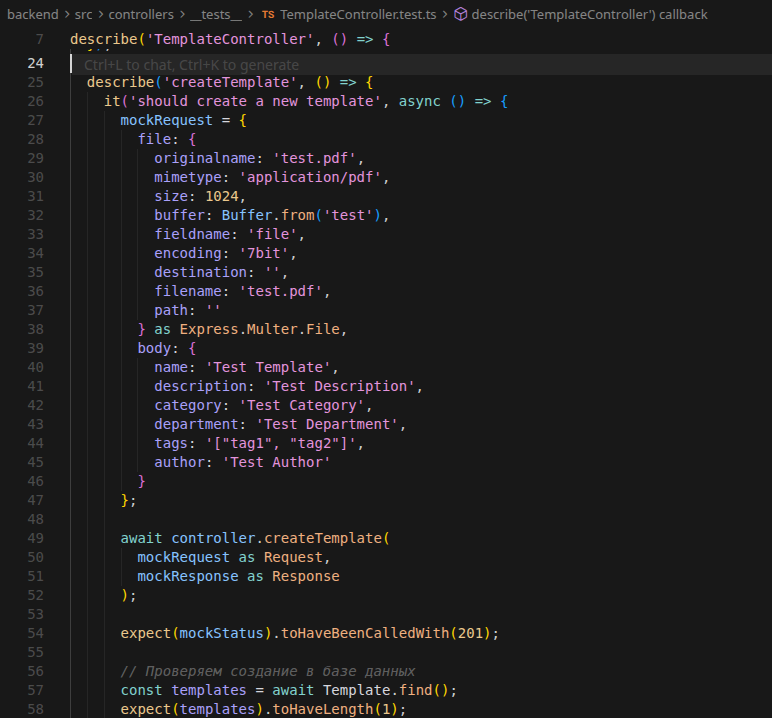 backend > src > controllers > __tests__ > TS TemplateController.test.ts > describe('TemplateController') callback
7 describe('TemplateController', () => {
24 Ctrl+L to chat, Ctrl+K to generate
25 describe('createTemplate', () => {
26 it('should create a new template', async () => {
27 mockRequest = {
28 file: {
29 originalname: 'test.pdf',
30 mimetype: 'application/pdf',
31 size: 1024,
32 buffer: Buffer.from('test'),
33 fieldname: 'file',
34 encoding: '7bit',
35 destination: '',
36 filename: 'test.pdf',
37 path: ''
38 } as Express.Multer.File,
39 body: {
40 name: 'Test Template',
41 description: 'Test Description',
42 category: 'Test Category',
43 department: 'Test Department',
44 tags: '["tag1", "tag2"]',
45 author: 'Test Author'
46 }
47 };
48
49 await controller.createTemplate(
50 mockRequest as Request,
51 mockResponse as Response
52 );
53
54 expect(mockStatus).toHaveBeenCalledWith(201);
55
56 // Проверяем создание в базе данных
57 const templates = await Template.find();
58 expect(templates).toHaveLength(1);